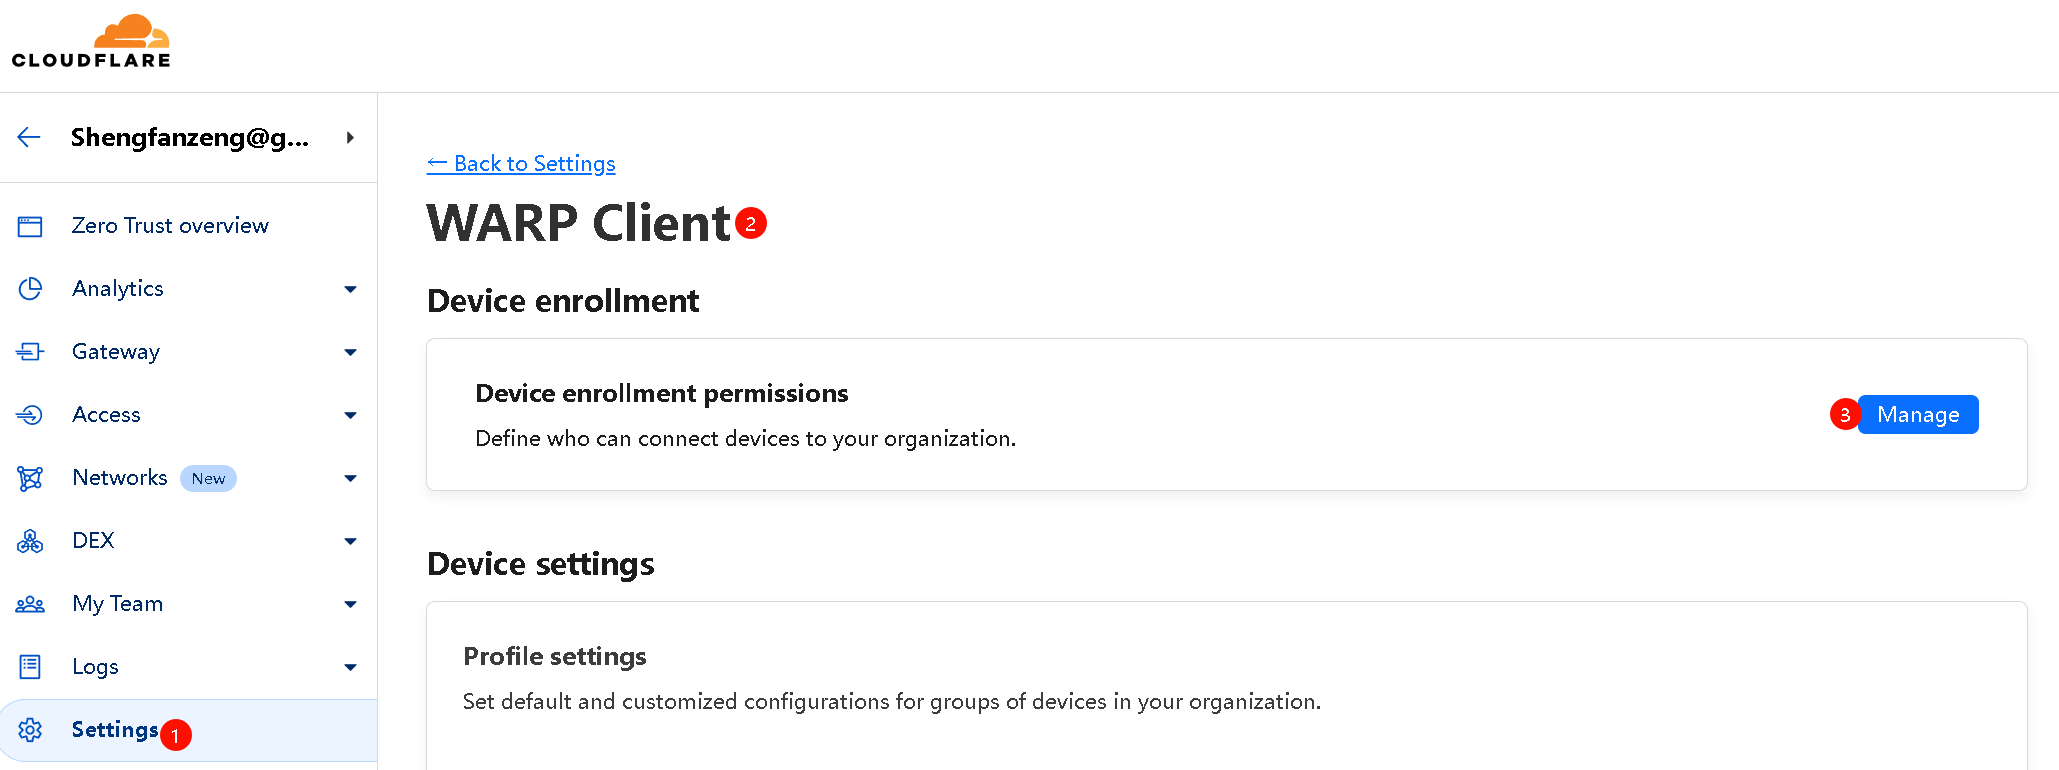 CLOUDFLARE
Shengfanzeng@g...
Zero Trust overview
Analytics
Gateway
Access
Networks New
DEX
My Team
Logs
Settings 1
← Back to Settings
WARP Client 2
Device enrollment
Device enrollment permissions
Define who can connect devices to your organization.
3 Manage
Device settings
Profile settings
Set default and customized configurations for groups of devices in your organization.